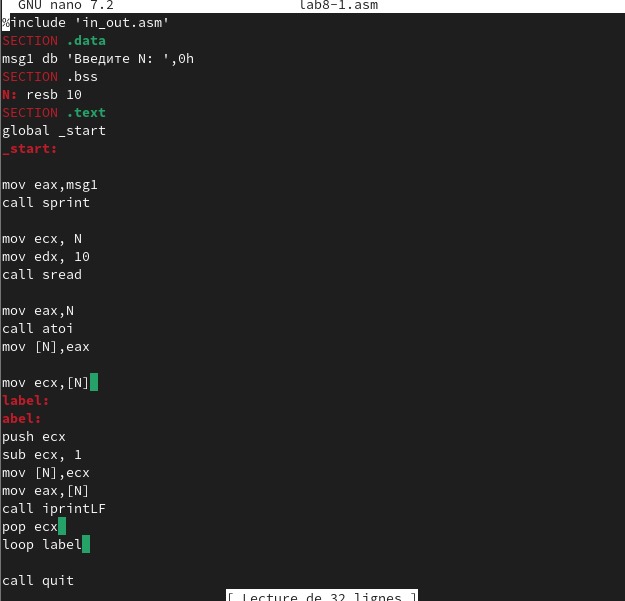 GNU nano 7.2 lab8-1.asm
%include 'in_out.asm'
SECTION .data
msg1 db 'Введите N: ',0h
SECTION .bss
N: resb 10
SECTION .text
global _start
_start:
mov eax,msg1
call sprint
mov ecx, N
mov edx, 10
call sread
mov eax,N
call atoi
mov [N],eax
mov ecx,[N]
label:
abel:
push ecx
sub ecx, 1
mov [N],ecx
mov eax,[N]
call iprintLF
pop ecx
loop label
call quit
[ Lecture de 32 lignes ]